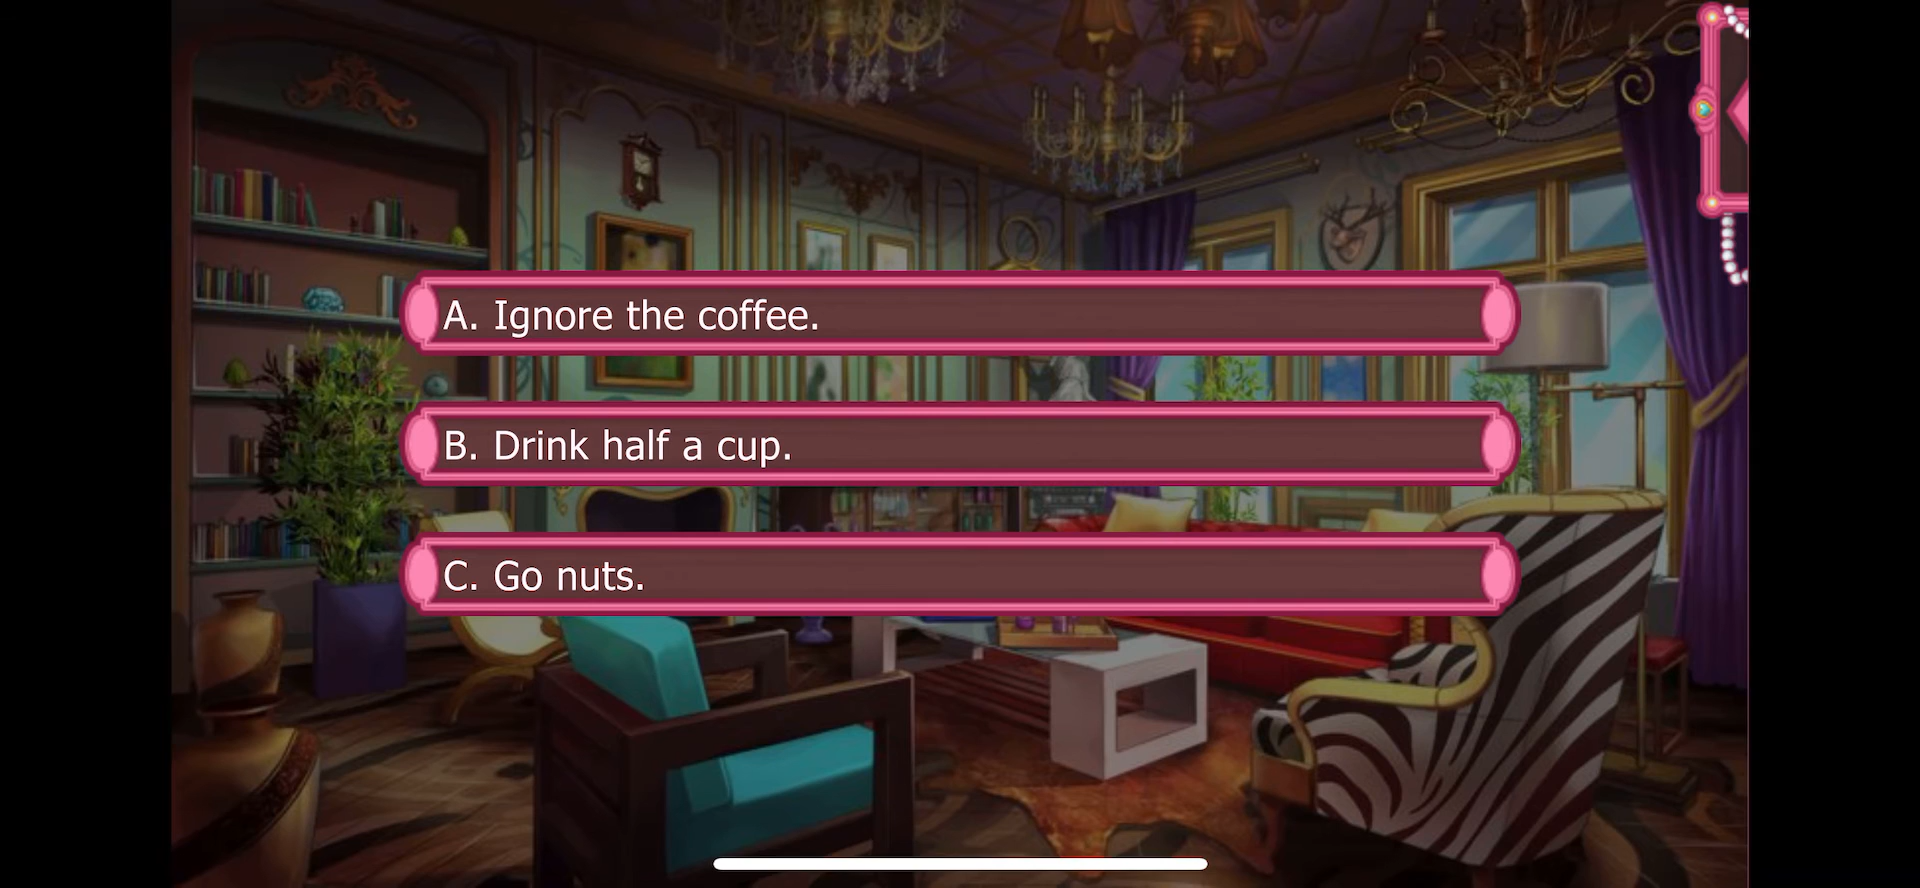 A. Ignore the coffee.
B. Drink half a cup.
C. Go nuts.